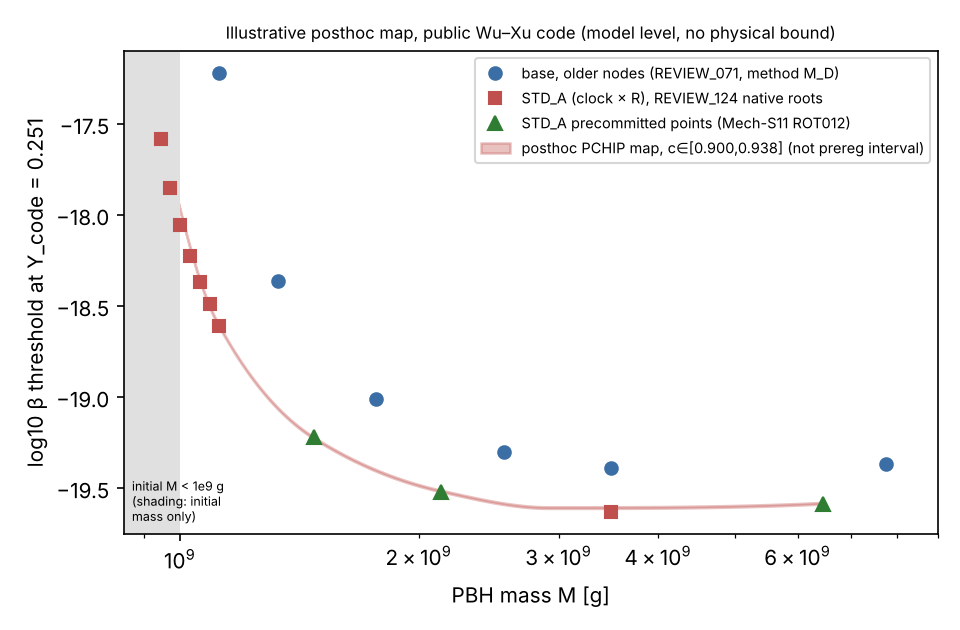 Illustrative posthoc map, public Wu–Xu code (model level, no physical bound)
base, older nodes (REVIEW_071, method M_D)
STD_A (clock × R), REVIEW_124 native roots
STD_A precommitted points (Mech-S11 ROT012)
posthoc PCHIP map, c∈[0.900,0.938] (not prereg interval)
log10 β threshold at Y_code = 0.251
−17.5
−18.0
−18.5
−19.0
−19.5
initial M < 1e9 g
(shading: initial
mass only)
10⁹
2 × 10⁹
3 × 10⁹
4 × 10⁹
6 × 10⁹
PBH mass M [g]